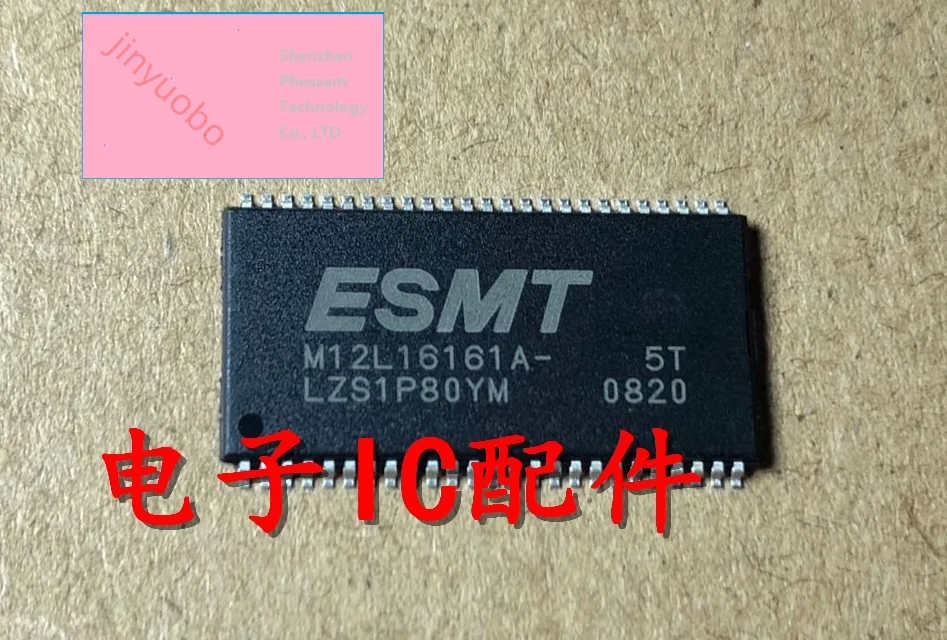 jinyuobo
Shenzhen
Pheasant
Technology
Co., LTD
ESMT
M12L16161A- 5T
LZS1P80YM 0820
电子IC配件